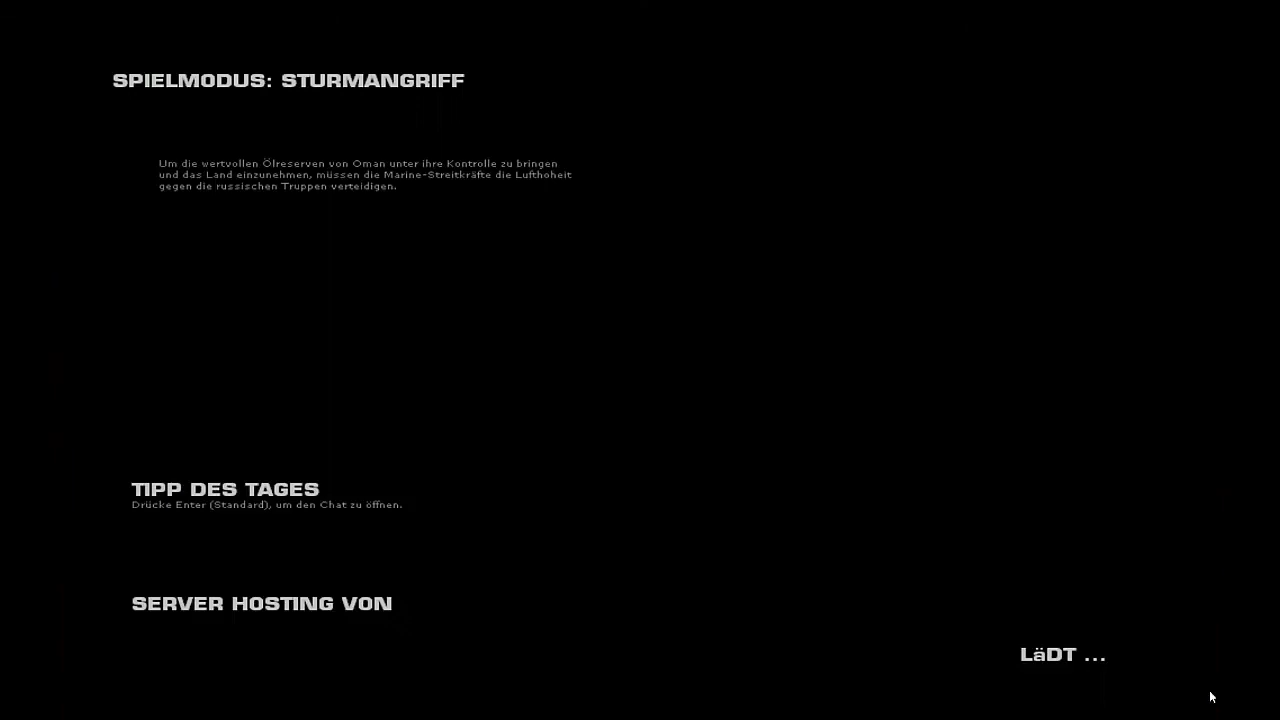 SPIELMODUS: STURMANGRIFF
Um die wertvollen Ölreserven von Oman unter ihre Kontrolle zu bringen
und das Land einzunehmen, müssen die Marine-Streitkräfte die Lufthoheit
gegen die russischen Truppen verteidigen.
TIPP DES TAGES
Drücke Enter (Standard), um den Chat zu öffnen.
SERVER HOSTING VON
LäDT ...